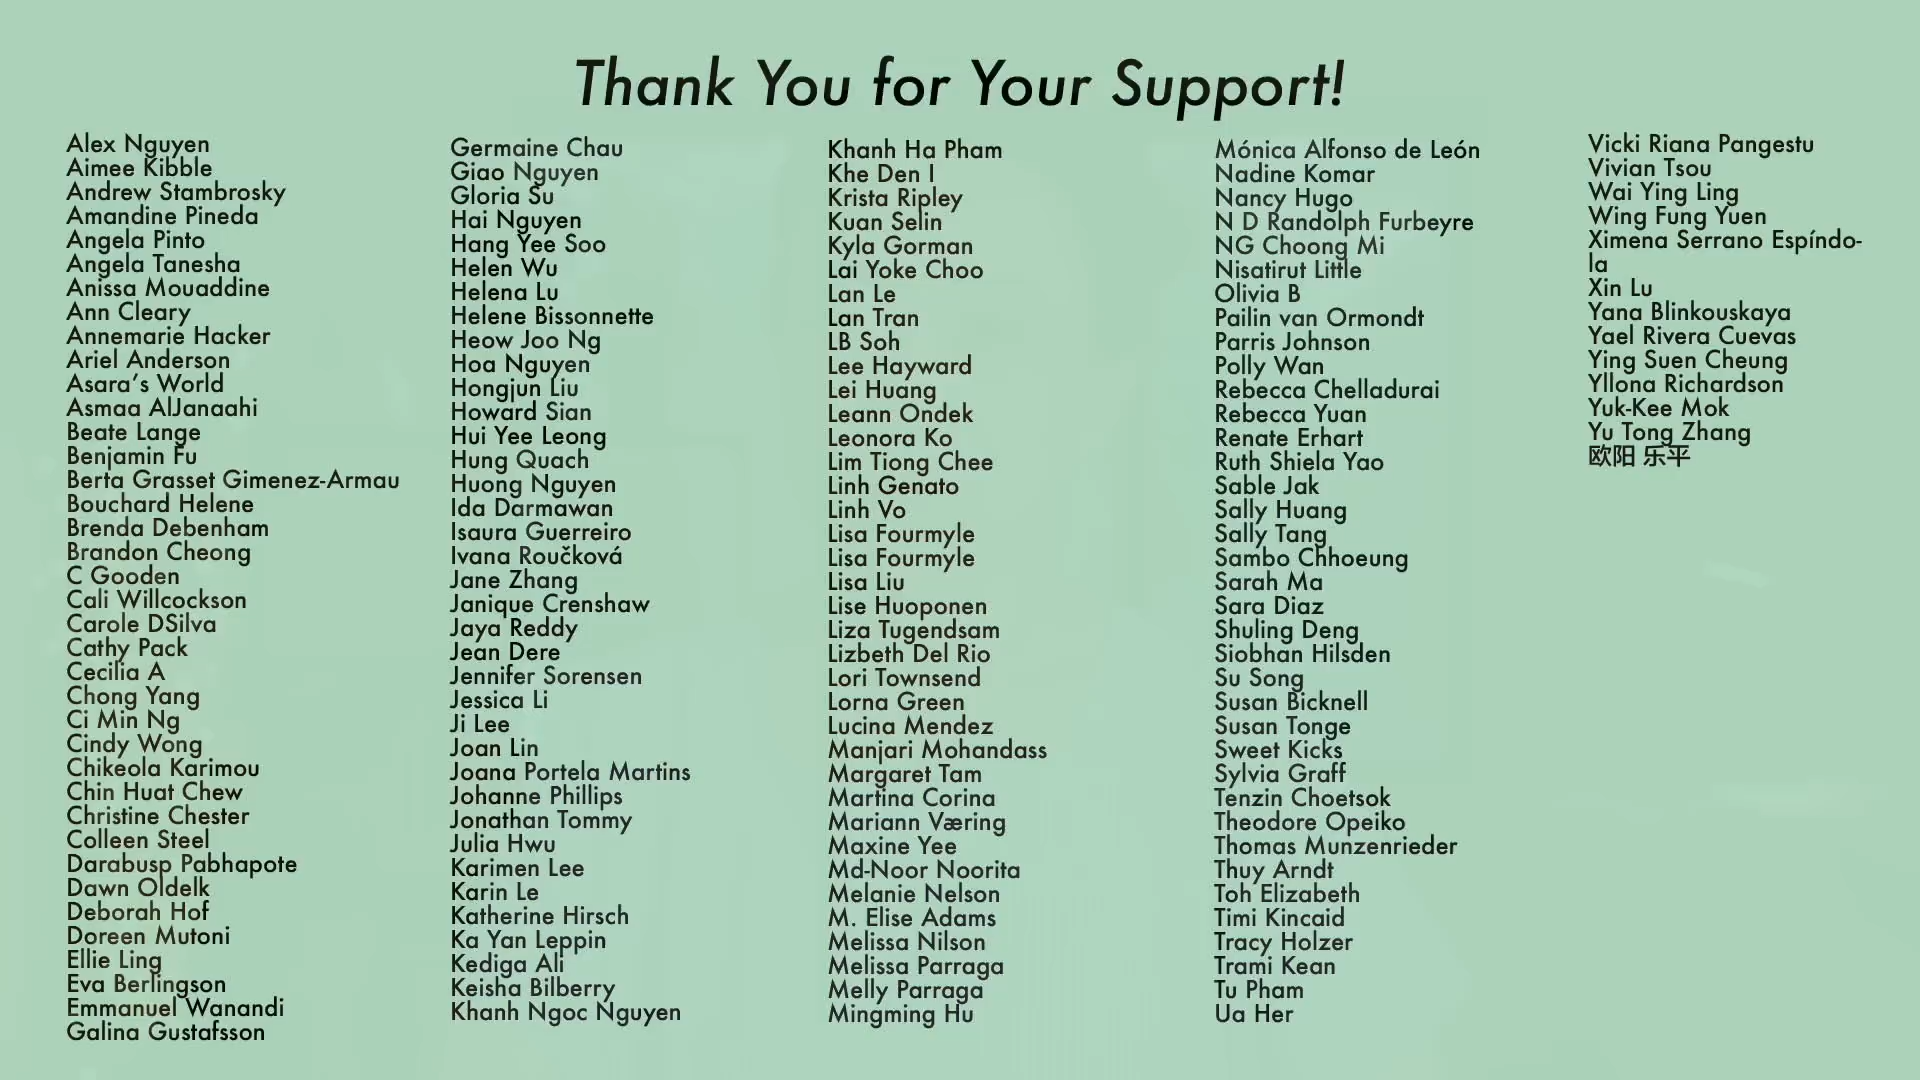 Thank You for Your Support!
Alex Nguyen
Aimee Kibble
Andrew Stambrosky
Amandine Pineda
Angela Pinto
Angela Tanesha
Anissa Mouaddine
Ann Cleary
Annemarie Hacker
Ariel Anderson
Asara’s World
Asmaa AlJanaahi
Beate Lange
Benjamin Fu
Berta Grasset Gimenez-Armau
Bouchard Helene
Brenda Debenham
Brandon Cheong
C Gooden
Cali Willcockson
Carole DSilva
Cathy Pack
Cecilia A
Chong Yang
Ci Min Ng
Cindy Wong
Chikeola Karimou
Chin Huat Chew
Christine Chester
Colleen Steel
Darabusp Pabhapote
Dawn Oldelk
Deborah Hof
Doreen Mutoni
Ellie Ling
Eva Berlingson
Emmanuel Wanandi
Galina Gustafsson
Germaine Chau
Giao Nguyen
Gloria Su
Hai Nguyen
Hang Yee Soo
Helen Wu
Helena Lu
Helene Bissonnette
Heow Joo Ng
Hoa Nguyen
Hongjun Liu
Howard Sian
Hui Yee Leong
Hung Quach
Huong Nguyen
Ida Darmawan
Isaura Guerreiro
Ivana Roučková
Jane Zhang
Janique Crenshaw
Jaya Reddy
Jean Dere
Jennifer Sorensen
Jessica Li
Ji Lee
Joan Lin
Joana Portela Martins
Johanne Phillips
Jonathan Tommy
Julia Hwu
Karimen Lee
Karin Le
Katherine Hirsch
Ka Yan Leppin
Kediga Ali
Keisha Bilberry
Khanh Ngoc Nguyen
Khanh Ha Pham
Khe Den I
Krista Ripley
Kuan Selin
Kyla Gorman
Lai Yoke Choo
Lan Le
Lan Tran
LB Soh
Lee Hayward
Lei Huang
Leann Ondek
Leonora Ko
Lim Tiong Chee
Linh Genato
Linh Vo
Lisa Fourmyle
Lisa Fourmyle
Lisa Liu
Lise Huoponen
Liza Tugendsam
Lizbeth Del Rio
Lori Townsend
Lorna Green
Lucina Mendez
Manjari Mohandass
Margaret Tam
Martina Corina
Mariann Væring
Maxine Yee
Md-Noor Noorita
Melanie Nelson
M. Elise Adams
Melissa Nilson
Melissa Parraga
Melly Parraga
Mingming Hu
Mónica Alfonso de León
Nadine Komar
Nancy Hugo
N D Randolph Furbeyre
NG Choong Mi
Nisatirut Little
Olivia B
Pailin van Ormondt
Parris Johnson
Polly Wan
Rebecca Chelladurai
Rebecca Yuan
Renate Erhart
Ruth Shiela Yao
Sable Jak
Sally Huang
Sally Tang
Sambo Chhoeung
Sarah Ma
Sara Diaz
Shuling Deng
Siobhan Hilsden
Su Song
Susan Bicknell
Susan Tonge
Sweet Kicks
Sylvia Graff
Tenzin Choetsok
Theodore Opeiko
Thomas Munzenrieder
Thuy Arndt
Toh Elizabeth
Timi Kincaid
Tracy Holzer
Trami Kean
Tu Pham
Ua Her
Vicki Riana Pangestu
Vivian Tsou
Wai Ying Ling
Wing Fung Yuen
Ximena Serrano Espíndo-
la
Xin Lu
Yana Blinkouskaya
Yael Rivera Cuevas
Ying Suen Cheung
Yllona Richardson
Yuk-Kee Mok
Yu Tong Zhang
欧阳 乐平